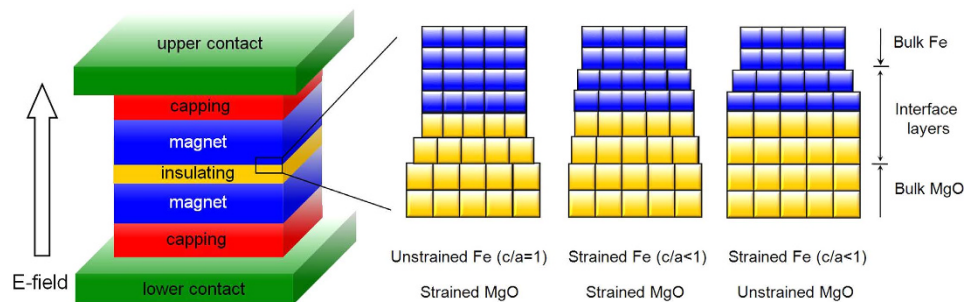 upper contact
capping
magnet
insulating
magnet
capping
lower contact
E-field
Bulk Fe
Interface
layers
Bulk MgO
Unstrained Fe (c/a=1)
Strained MgO
Strained Fe (c/a<1)
Strained MgO
Strained Fe (c/a<1)
Unstrained MgO